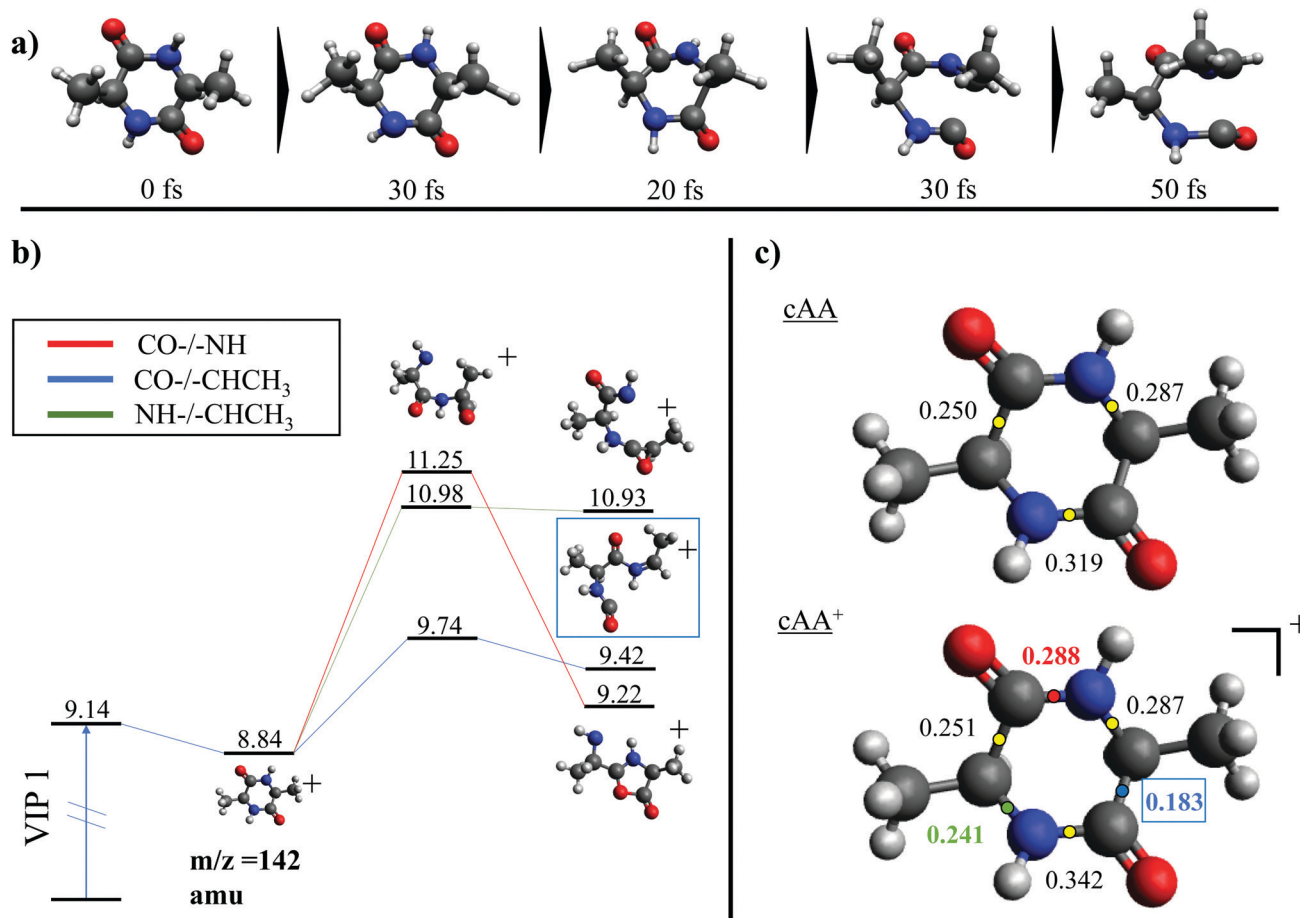 a)
0 fs
30 fs
20 fs
30 fs
50 fs
b)
CO-/-NH
CO-/-CHCH₃
NH-/-CHCH₃
+
+
11.25
10.98
10.93
+
9.74
9.42
9.22
9.14
8.84
+
+
VIP 1
m/z =142
amu
c)
cAA
0.250
0.287
0.319
cAA⁺
+
0.288
0.251
0.287
0.183
0.241
0.342